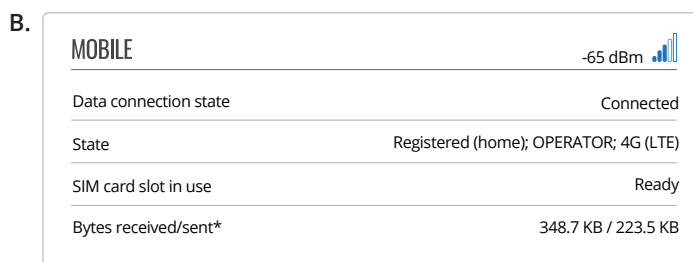 B.
MOBILE -65 dBm
Data connection state Connected
State Registered (home); OPERATOR; 4G (LTE)
SIM card slot in use Ready
Bytes received/sent* 348.7 KB / 223.5 KB